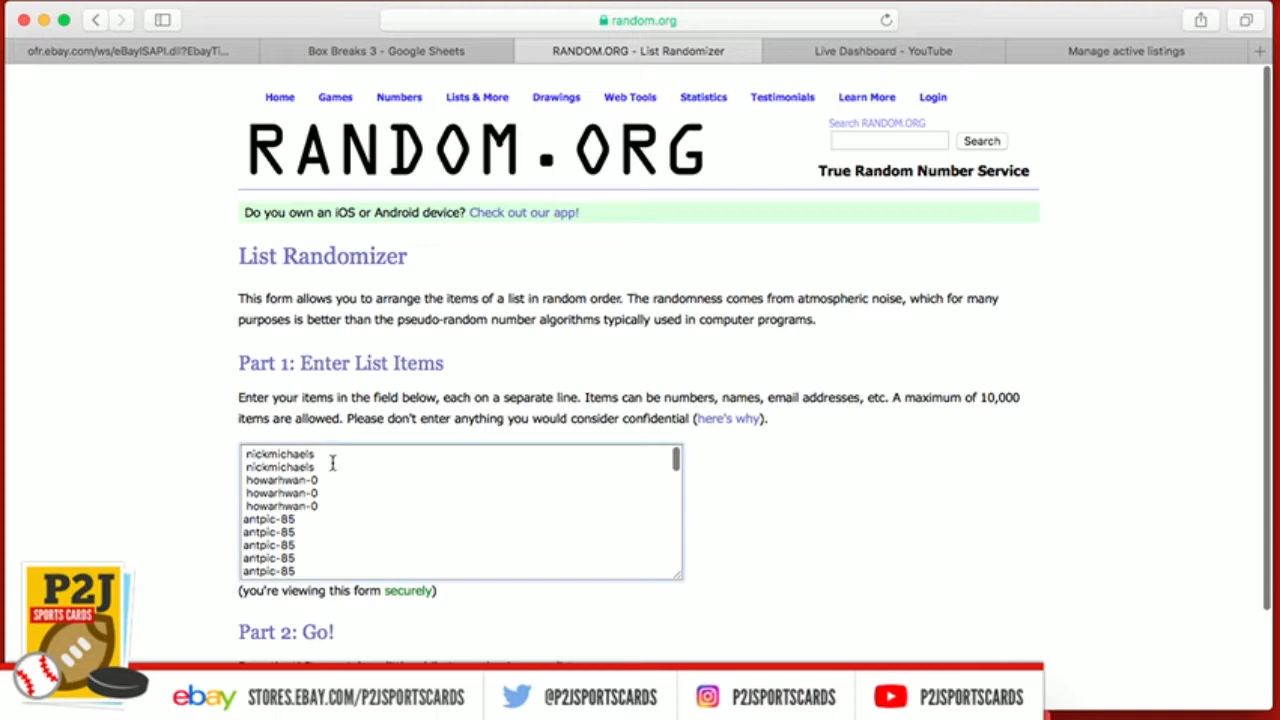 random.org
ofr.ebay.com/ws/eBayISAPI.dll?EbayTi...
Box Breaks 3 - Google Sheets
RANDOM.ORG - List Randomizer
Live Dashboard - YouTube
Manage active listings
Home Games Numbers Lists & More Drawings Web Tools Statistics Testimonials Learn More Login
RANDOM.ORG
Search RANDOM.ORG
Search
True Random Number Service
Do you own an iOS or Android device? Check out our app!
List Randomizer
This form allows you to arrange the items of a list in random order. The randomness comes from atmospheric noise, which for many
purposes is better than the pseudo-random number algorithms typically used in computer programs.
Part 1: Enter List Items
Enter your items in the field below, each on a separate line. Items can be numbers, names, email addresses, etc. A maximum of 10,000
items are allowed. Please don't enter anything you would consider confidential (here's why).
nickmichaels
nickmichaels
howarhwan-0
howarhwan-0
howarhwan-0
antpic-85
antpic-85
antpic-85
antpic-85
antpic-85
(you're viewing this form securely)
Part 2: Go!
P2J
SPORTS CARDS
ebay STORES.EBAY.COM/P2JSPORTSCARDS
@P2JSPORTSCARDS
P2JSPORTSCARDS
P2JSPORTSCARDS